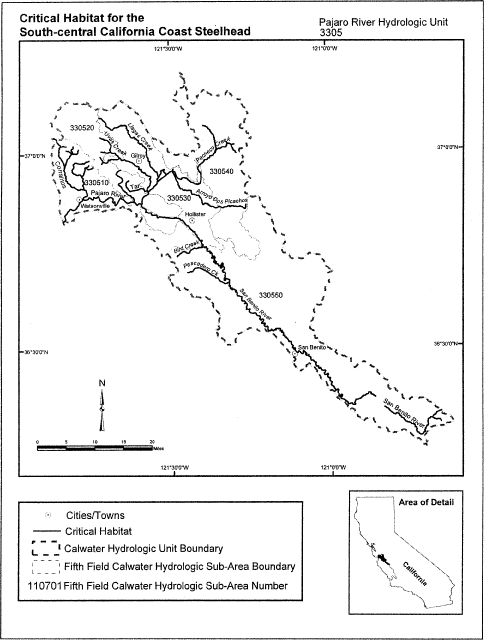 Critical Habitat for the
South-central California Coast Steelhead
Pajaro River Hydrologic Unit
3305
121°30'0"W
121°0'0"W
37°0'0"N
37°0'0"N
330520
Llagas Creek
Uvas Creek
Gilroy
Pacheco Creek
330540
Corralitos
330510
Tar
Arroyo Dos Picachos
Pajaro River
330530
Watsonville
Hollister
Bird Creek
Pescadero Ck
330550
San Benito River
San Benito
36°30'0"N
36°30'0"N
San Benito River
N
0 5 10 15 20
Miles
121°30'0"W
121°0'0"W
Cities/Towns
Critical Habitat
Calwater Hydrologic Unit Boundary
Fifth Field Calwater Hydrologic Sub-Area Boundary
110701 Fifth Field Calwater Hydrologic Sub-Area Number
Area of Detail
California